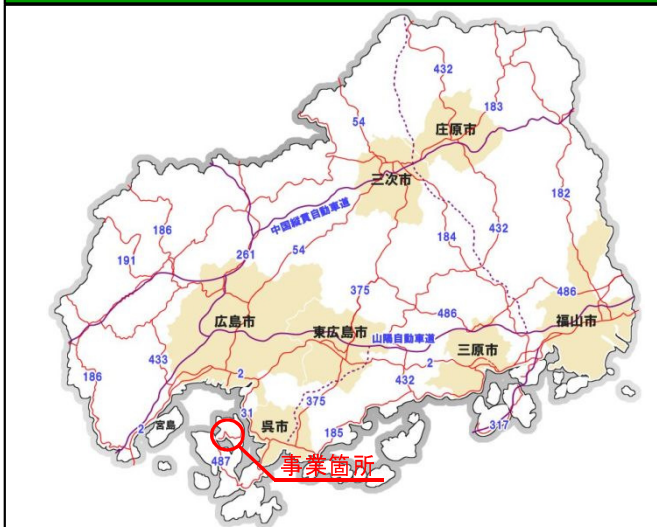 432
183
54
庄原市
三次市
182
中国縦貫自動車道
186
432
191
261
54
184
375
486
486
広島市
東広島市
山陽自動車道
福山市
三原市
433
2
186
2
432
375
31
2
宮島
呉市
185
317
487
事業箇所